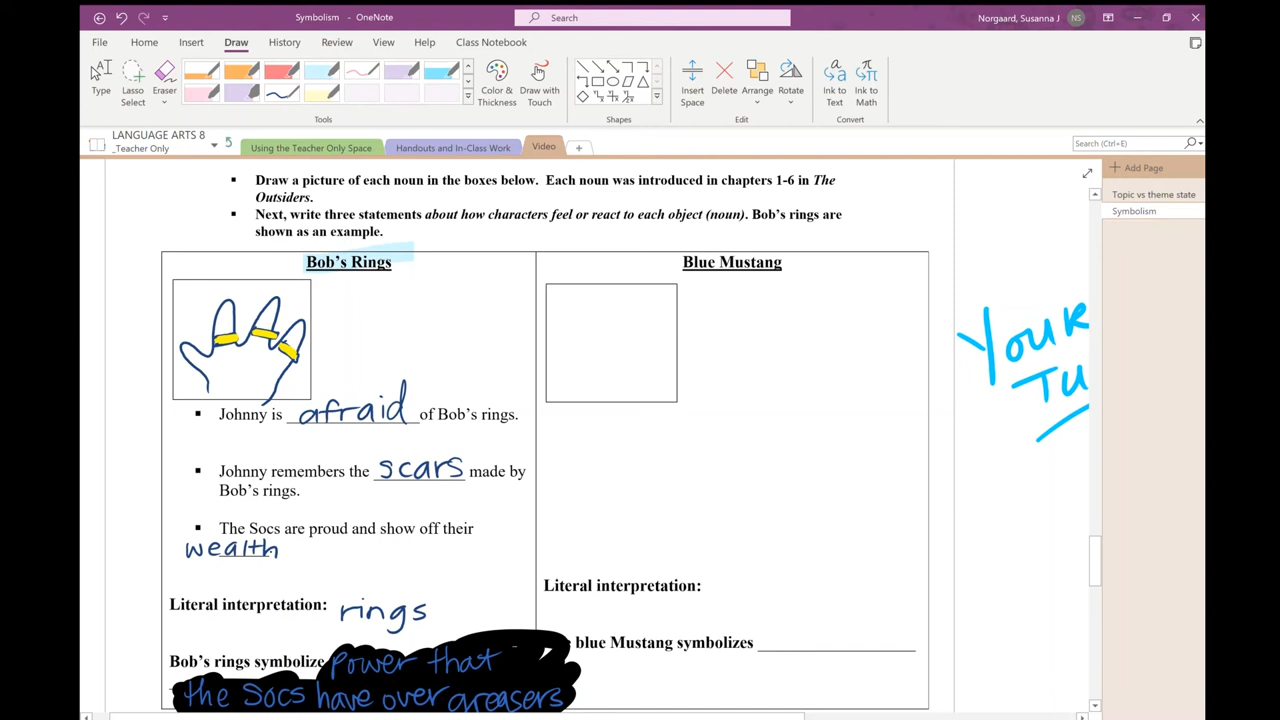 Symbolism - OneNote
Search
Norgaard, Susanna J
NS
File Home Insert Draw History Review View Help Class Notebook
Type
Lasso Select
Eraser
Color & Thickness
Draw with Touch
Insert Space
Delete
Arrange
Rotate
Ink to Text
Ink to Math
Tools
Shapes
Edit
Convert
LANGUAGE ARTS 8
_Teacher Only
Using the Teacher Only Space
Handouts and In-Class Work
Video
Search (Ctrl+E)
Add Page
Topic vs theme state
Symbolism
▪ Draw a picture of each noun in the boxes below. Each noun was introduced in chapters 1-6 in The
Outsiders.
▪ Next, write three statements about how characters feel or react to each object (noun). Bob's rings are
shown as an example.
Bob's Rings
▪ Johnny is afraid of Bob's rings.
▪ Johnny remembers the scars made by
Bob's rings.
▪ The Socs are proud and show off their
wealth
Literal interpretation: rings
Bob's rings symbolize power that
the Socs have over greasers
Blue Mustang
Literal interpretation:
blue Mustang symbolizes
YOUR
TU